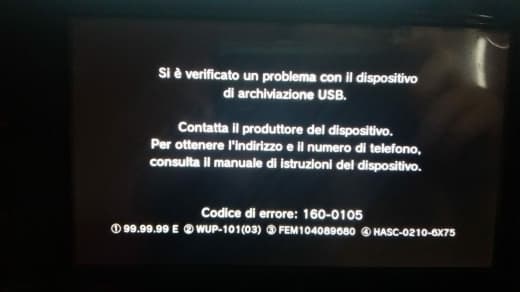 Si è verificato un problema con il dispositivo
di archiviazione USB.
Contatta il produttore del dispositivo.
Per ottenere l'indirizzo e il numero di telefono,
consulta il manuale di istruzioni del dispositivo.
Codice di errore: 160-0105
① 99.99.99 E ② WUP-101(03) ③ FEM104089680 ④ HASC-0210-6X75